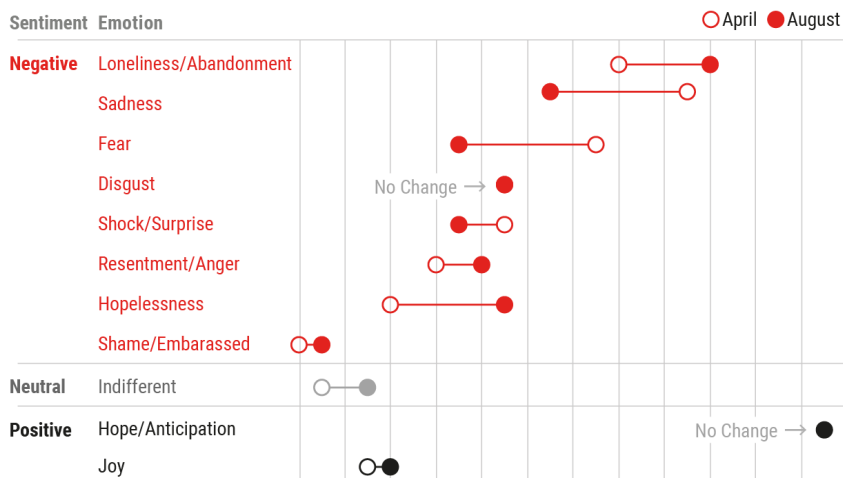 Sentiment Emotion April August
Negative Loneliness/Abandonment
Sadness
Fear
Disgust No Change →
Shock/Surprise
Resentment/Anger
Hopelessness
Shame/Embarassed
Neutral Indifferent
Positive Hope/Anticipation No Change →
Joy